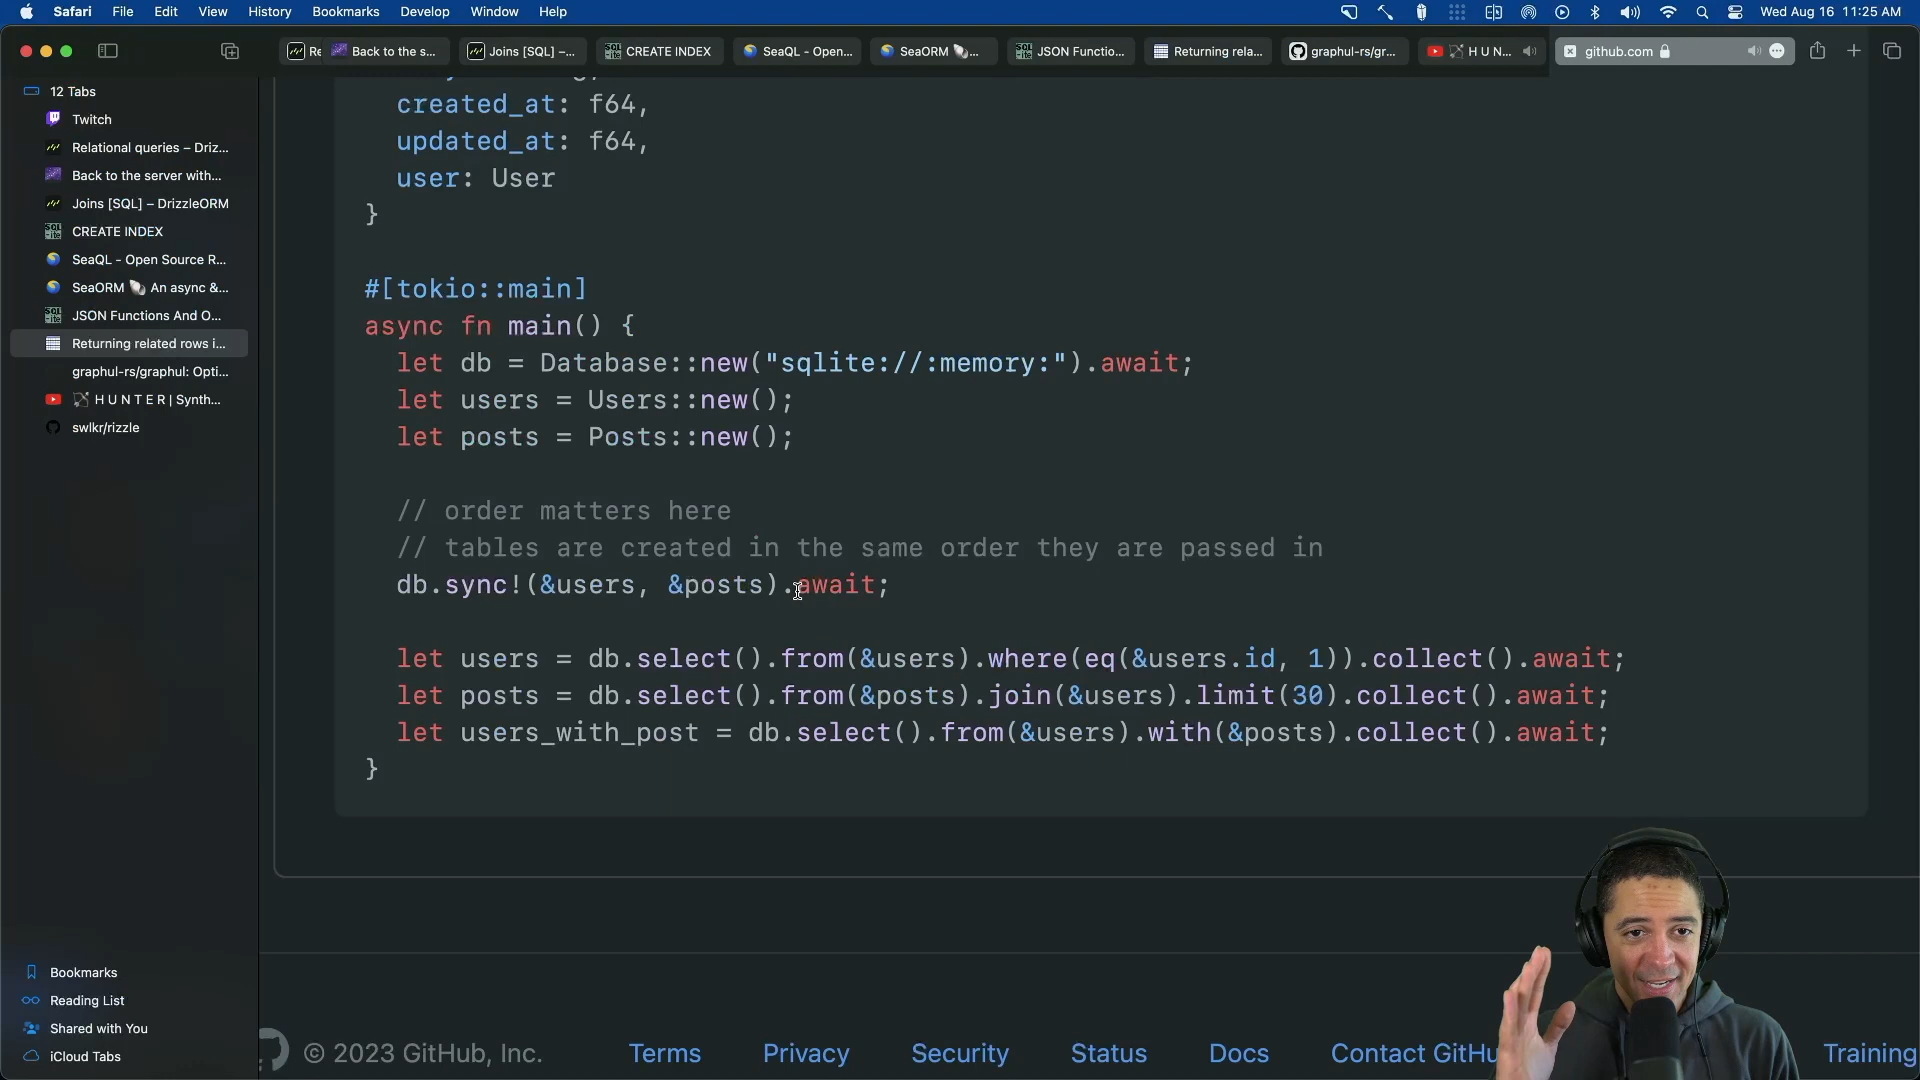 Safari File Edit View History Bookmarks Develop Window Help Wed Aug 16 11:25 AM
Re Back to the s... Joins [SQL] –... CREATE INDEX SeaQL - Open... SeaORM 🐚... JSON Functio... Returning rela... graphul-rs/gr... H U N... github.com
12 Tabs
Twitch
Relational queries – Driz...
Back to the server with...
Joins [SQL] – DrizzleORM
CREATE INDEX
SeaQL - Open Source R...
SeaORM 🐚 An async &...
JSON Functions And O...
Returning related rows i...
graphul-rs/graphul: Opti...
🏹 H U N T E R | Synth...
swlkr/rizzle
Bookmarks
Reading List
Shared with You
iCloud Tabs
created_at: f64,
updated_at: f64,
user: User
}
#[tokio::main]
async fn main() {
let db = Database::new("sqlite://:memory:").await;
let users = Users::new();
let posts = Posts::new();
// order matters here
// tables are created in the same order they are passed in
db.sync!(&users, &posts).await;
let users = db.select().from(&users).where(eq(&users.id, 1)).collect().await;
let posts = db.select().from(&posts).join(&users).limit(30).collect().await;
let users_with_post = db.select().from(&users).with(&posts).collect().await;
}
© 2023 GitHub, Inc. Terms Privacy Security Status Docs Contact GitHu Training